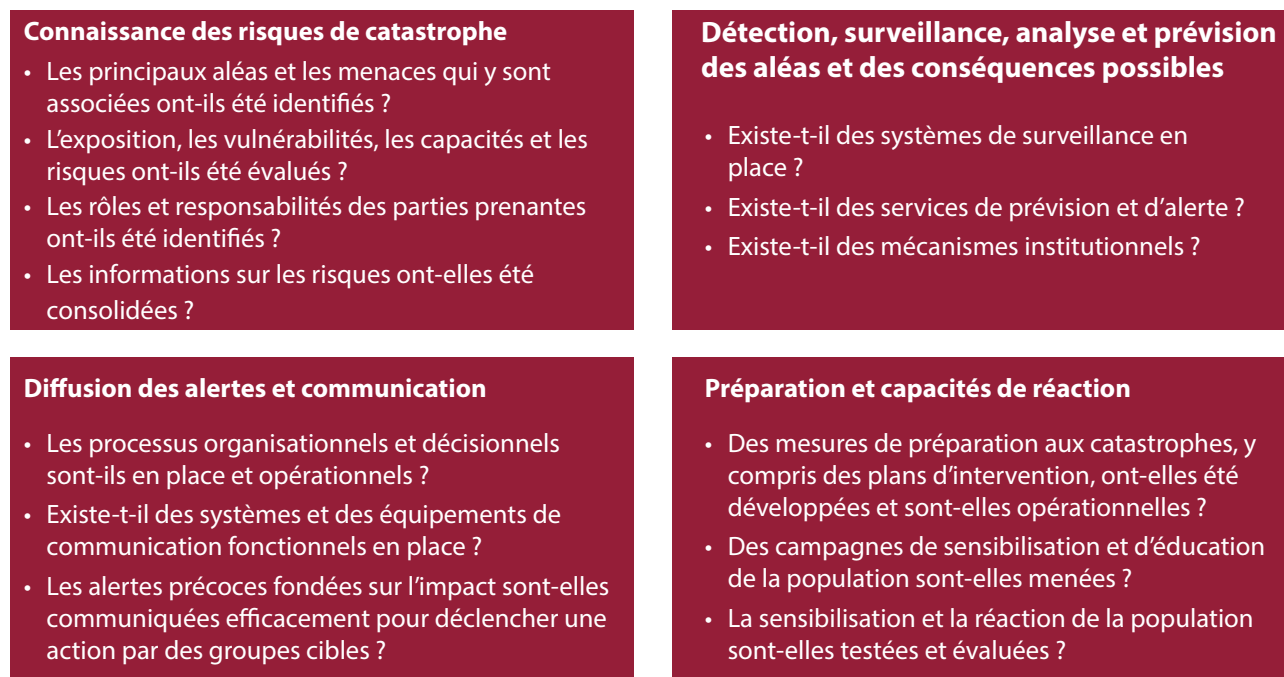 Connaissance des risques de catastrophe
• Les principaux aléas et les menaces qui y sont
associées ont-ils été identifiés ?
• L'exposition, les vulnérabilités, les capacités et les
risques ont-ils été évalués ?
• Les rôles et responsabilités des parties prenantes
ont-ils été identifiés ?
• Les informations sur les risques ont-elles été
consolidées ?
Détection, surveillance, analyse et prévision
des aléas et des conséquences possibles
• Existe-t-il des systèmes de surveillance en
place ?
• Existe-t-il des services de prévision et d'alerte ?
• Existe-t-il des mécanismes institutionnels ?
Diffusion des alertes et communication
• Les processus organisationnels et décisionnels
sont-ils en place et opérationnels ?
• Existe-t-il des systèmes et des équipements de
communication fonctionnels en place ?
• Les alertes précoces fondées sur l'impact sont-elles
communiquées efficacement pour déclencher une
action par des groupes cibles ?
Préparation et capacités de réaction
• Des mesures de préparation aux catastrophes, y
compris des plans d'intervention, ont-elles été
développées et sont-elles opérationnelles ?
• Des campagnes de sensibilisation et d'éducation
de la population sont-elles menées ?
• La sensibilisation et la réaction de la population
sont-elles testées et évaluées ?